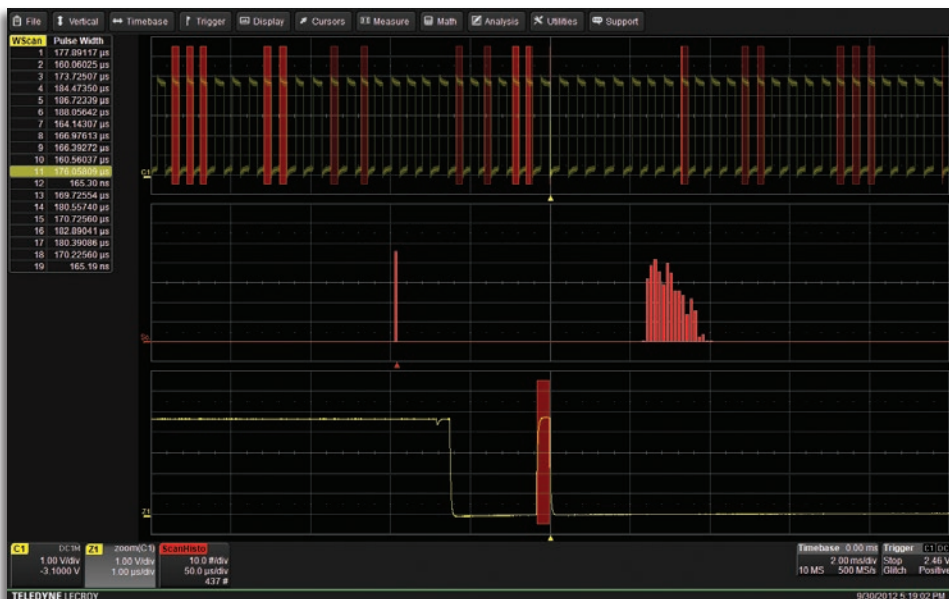 File Vertical Timebase Trigger Display Cursors Measure Math Analysis Utilities Support
WScan Pulse Width
1 177.89117 µs
2 160.06025 µs
3 173.72507 µs
4 184.47350 µs
5 186.72339 µs
6 188.05642 µs
7 164.14307 µs
8 166.97613 µs
9 166.39272 µs
10 160.56037 µs
11 176.05809 µs
12 165.30 ns
13 169.72554 µs
14 180.55740 µs
15 170.72560 µs
16 182.89041 µs
17 180.39086 µs
18 170.22560 µs
19 165.19 ns
C1
Z1
C1 DC1M
1.00 V/div
-3.1000 V
Z1 zoom(C1)
1.00 V/div
1.00 µs/div
ScanHisto
10.0 #/div
50.0 µs/div
437 #
Timebase 0.00 ms
2.00 ms/div
10 MS 500 MS/s
Trigger C1 DC
Stop 2.46 V
Glitch Positive
TELEDYNE LECROY
9/30/2012 5:19:02 PM